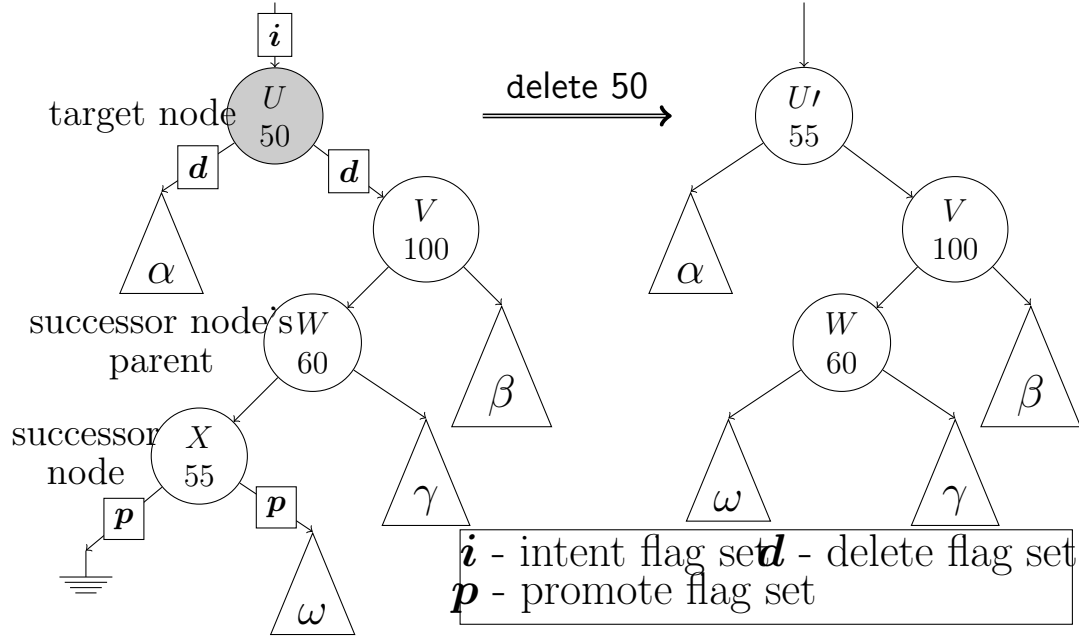 i
target node
U
50
d
d
α
V
100
successor node's
parent
W
60
β
successor
node
X
55
γ
p
p
ω
delete 50
U′
55
α
V
100
W
60
β
ω
γ
i - intent flag set d - delete flag set
p - promote flag set